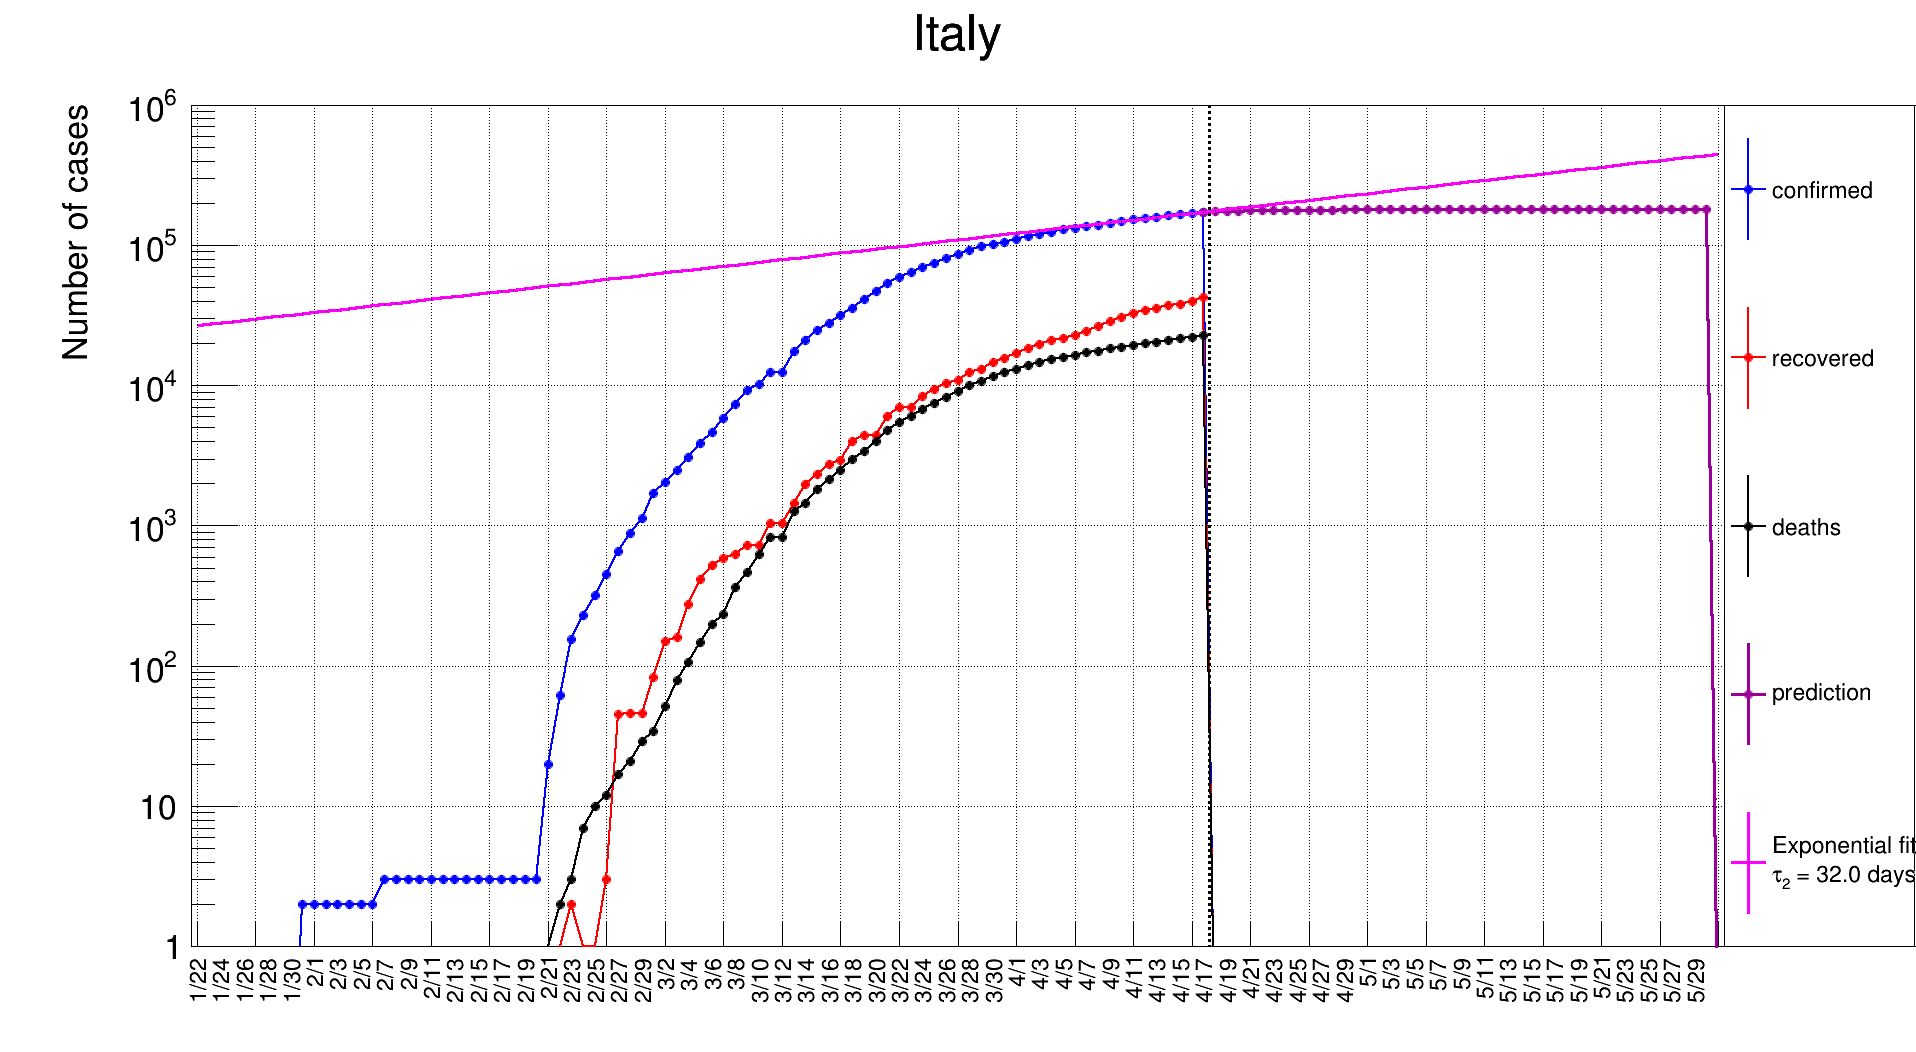 Italy
Number of cases
10^6
10^5
10^4
10^3
10^2
10
1
1/22 1/24 1/26 1/28 1/30 2/1 2/3 2/5 2/7 2/9 2/11 2/13 2/15 2/17 2/19 2/21 2/23 2/25 2/27 2/29 3/2 3/4 3/6 3/8 3/10 3/12 3/14 3/16 3/18 3/20 3/22 3/24 3/26 3/28 3/30 4/1 4/3 4/5 4/7 4/9 4/11 4/13 4/15 4/17 4/19 4/21 4/23 4/25 4/27 4/29 5/1 5/3 5/5 5/7 5/9 5/11 5/13 5/15 5/17 5/19 5/21 5/23 5/25 5/27 5/29
confirmed
recovered
deaths
prediction
Exponential fit
τ₂ = 32.0 days